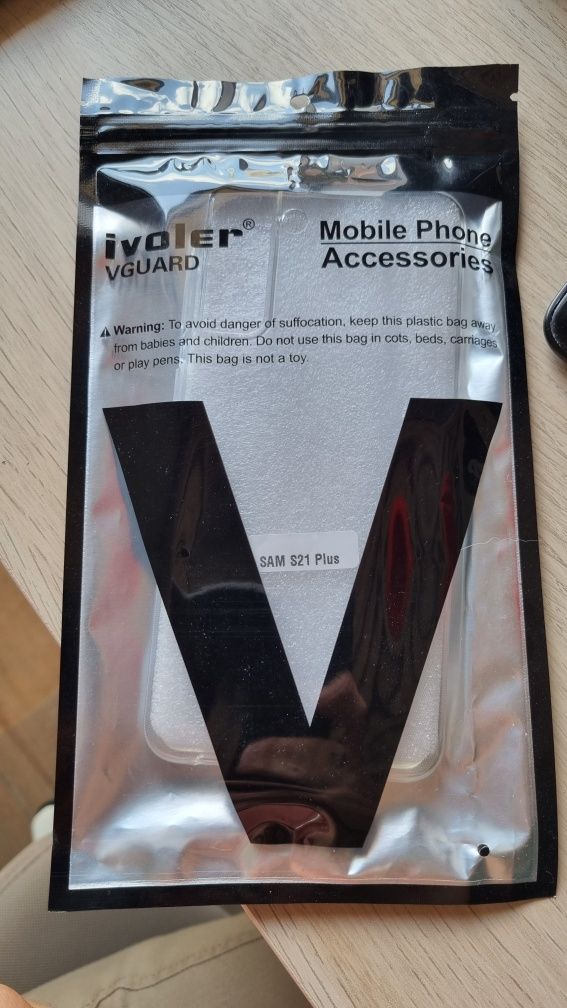 ivoler®
VGUARD
Mobile Phone
Accessories
Warning: To avoid danger of suffocation, keep this plastic bag away
from babies and children. Do not use this bag in cots, beds, carriages
or play pens. This bag is not a toy.
SAM S21 Plus
V